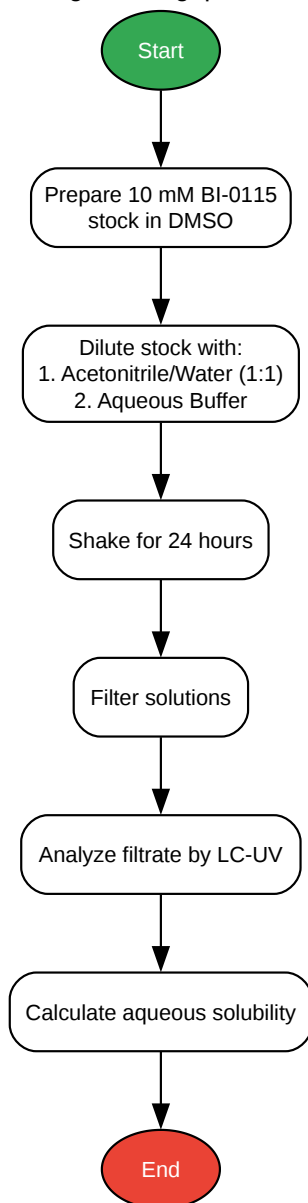 Start
Prepare 10 mM BI-0115
stock in DMSO
Dilute stock with:
1. Acetonitrile/Water (1:1)
2. Aqueous Buffer
Shake for 24 hours
Filter solutions
Analyze filtrate by LC-UV
Calculate aqueous solubility
End